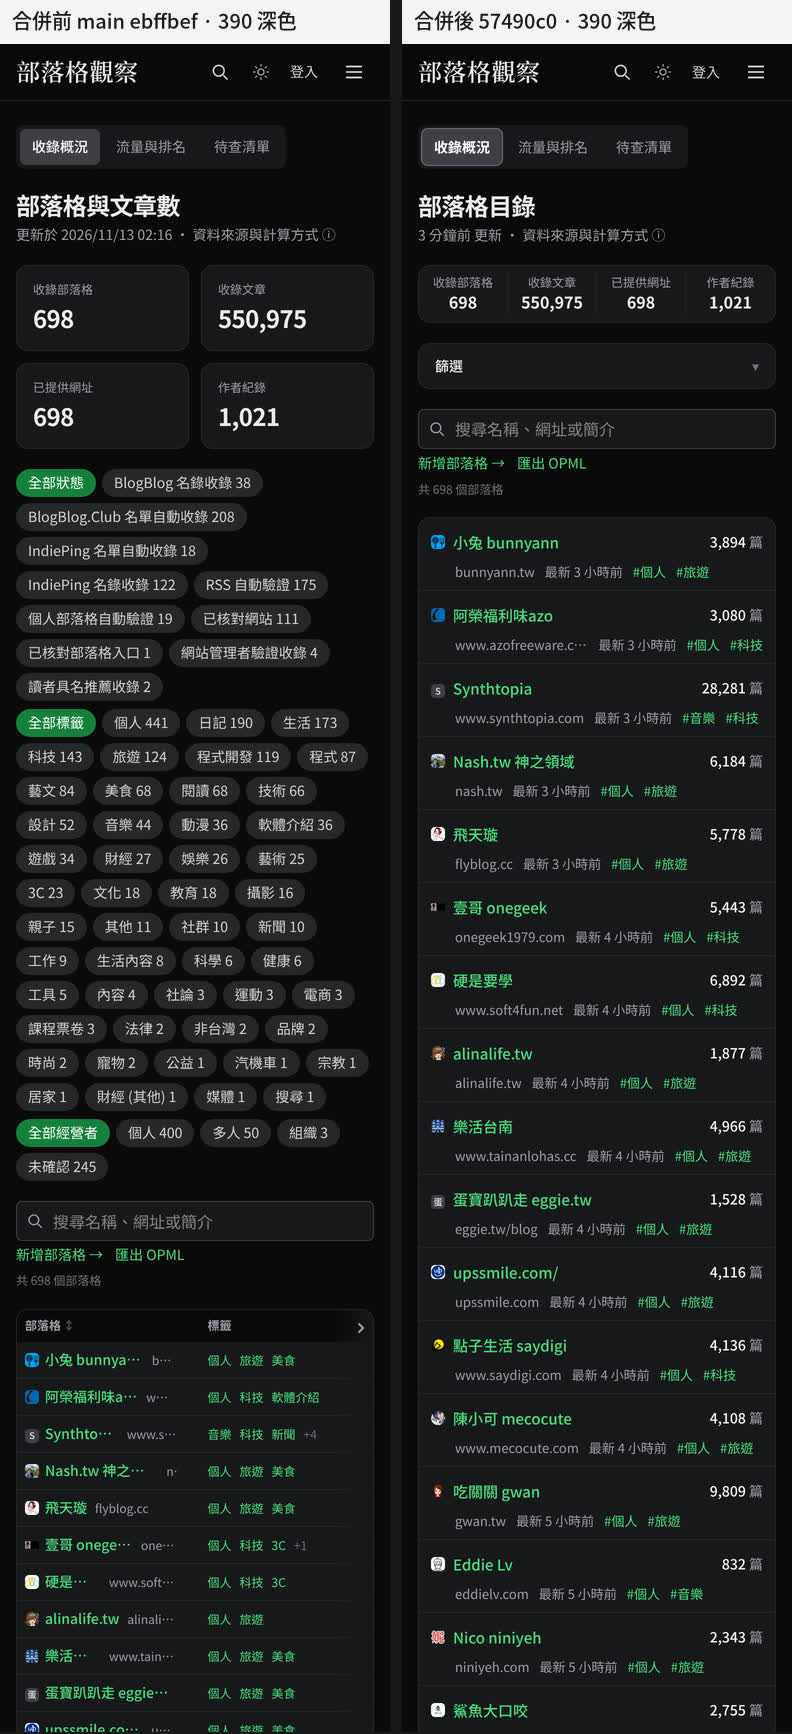 合併前 main ebffbef · 390 深色
部落格觀察
登入
收錄概況 流量與排名 待查清單
部落格與文章數
更新於 2026/11/13 02:16 · 資料來源與計算方式 ⓘ
收錄部落格 收錄文章
698 550,975
已提供網址 作者紀錄
698 1,021
全部狀態 BlogBlog 名錄收錄 38
BlogBlog.Club 名單自動收錄 208
IndiePing 名單自動收錄 18
IndiePing 名錄收錄 122 RSS 自動驗證 175
個人部落格自動驗證 19 已核對網站 111
已核對部落格入口 1 網站管理者驗證收錄 4
讀者具名推薦收錄 2
全部標籤 個人 441 日記 190 生活 173
科技 143 旅遊 124 程式開發 119 程式 87
藝文 84 美食 68 閱讀 68 技術 66
設計 52 音樂 44 動漫 36 軟體介紹 36
遊戲 34 財經 27 娛樂 26 藝術 25
3C 23 文化 18 教育 18 攝影 16
親子 15 其他 11 社群 10 新聞 10
工作 9 生活內容 8 科學 6 健康 6
工具 5 內容 4 社論 3 運動 3 電商 3
課程票卷 3 法律 2 非台灣 2 品牌 2
時尚 2 寵物 2 公益 1 汽機車 1 宗教 1
居家 1 財經 (其他) 1 媒體 1 搜尋 1
全部經營者 個人 400 多人 50 組織 3
未確認 245
搜尋名稱、網址或簡介
新增部落格 → 匯出 OPML
共 698 個部落格
部落格 ↕ 標籤
小兔 bunnya··· b··· 個人 旅遊 美食
阿榮福利味a··· w··· 個人 科技 軟體介紹
Synthto··· www.s··· 音樂 科技 新聞 +4
Nash.tw 神之··· n· 個人 旅遊 美食
飛天璇 flyblog.cc 個人 旅遊 美食
壹哥 onege··· one··· 個人 科技 3C +1
硬是··· www.soft··· 個人 科技 3C
alinalife.tw alinali··· 個人 旅遊
樂活··· www.tain··· 個人 旅遊 美食
蛋寶趴趴走 eggie··· 個人 旅遊 美食
upssmile.co··· u··· 個人 旅遊 美食
合併後 57490c0 · 390 深色
部落格觀察
登入
收錄概況 流量與排名 待查清單
部落格目錄
3 分鐘前 更新 · 資料來源與計算方式 ⓘ
收錄部落格 收錄文章 已提供網址 作者紀錄
698 550,975 698 1,021
篩選 ▾
搜尋名稱、網址或簡介
新增部落格 → 匯出 OPML
共 698 個部落格
小兔 bunnyann 3,894 篇
bunnyann.tw 最新 3 小時前 #個人 #旅遊
阿榮福利味azo 3,080 篇
www.azofreeware.c··· 最新 3 小時前 #個人 #科技
Synthtopia 28,281 篇
www.synthtopia.com 最新 3 小時前 #音樂 #科技
Nash.tw 神之領域 6,184 篇
nash.tw 最新 3 小時前 #個人 #旅遊
飛天璇 5,778 篇
flyblog.cc 最新 3 小時前 #個人 #旅遊
壹哥 onegeek 5,443 篇
onegeek1979.com 最新 4 小時前 #個人 #科技
硬是要學 6,892 篇
www.soft4fun.net 最新 4 小時前 #個人 #科技
alinalife.tw 1,877 篇
alinalife.tw 最新 4 小時前 #個人 #旅遊
樂活台南 4,966 篇
www.tainanlohas.cc 最新 4 小時前 #個人 #旅遊
蛋寶趴趴走 eggie.tw 1,528 篇
eggie.tw/blog 最新 4 小時前 #個人 #旅遊
upssmile.com/ 4,116 篇
upssmile.com 最新 4 小時前 #個人 #旅遊
點子生活 saydigi 4,136 篇
www.saydigi.com 最新 4 小時前 #個人 #科技
陳小可 mecocute 4,108 篇
www.mecocute.com 最新 4 小時前 #個人 #旅遊
吃關關 gwan 9,809 篇
gwan.tw 最新 5 小時前 #個人 #旅遊
Eddie Lv 832 篇
eddielv.com 最新 5 小時前 #個人 #音樂
Nico niniyeh 2,343 篇
niniyeh.com 最新 5 小時前 #個人 #旅遊
鯊魚大口咬 2,755 篇